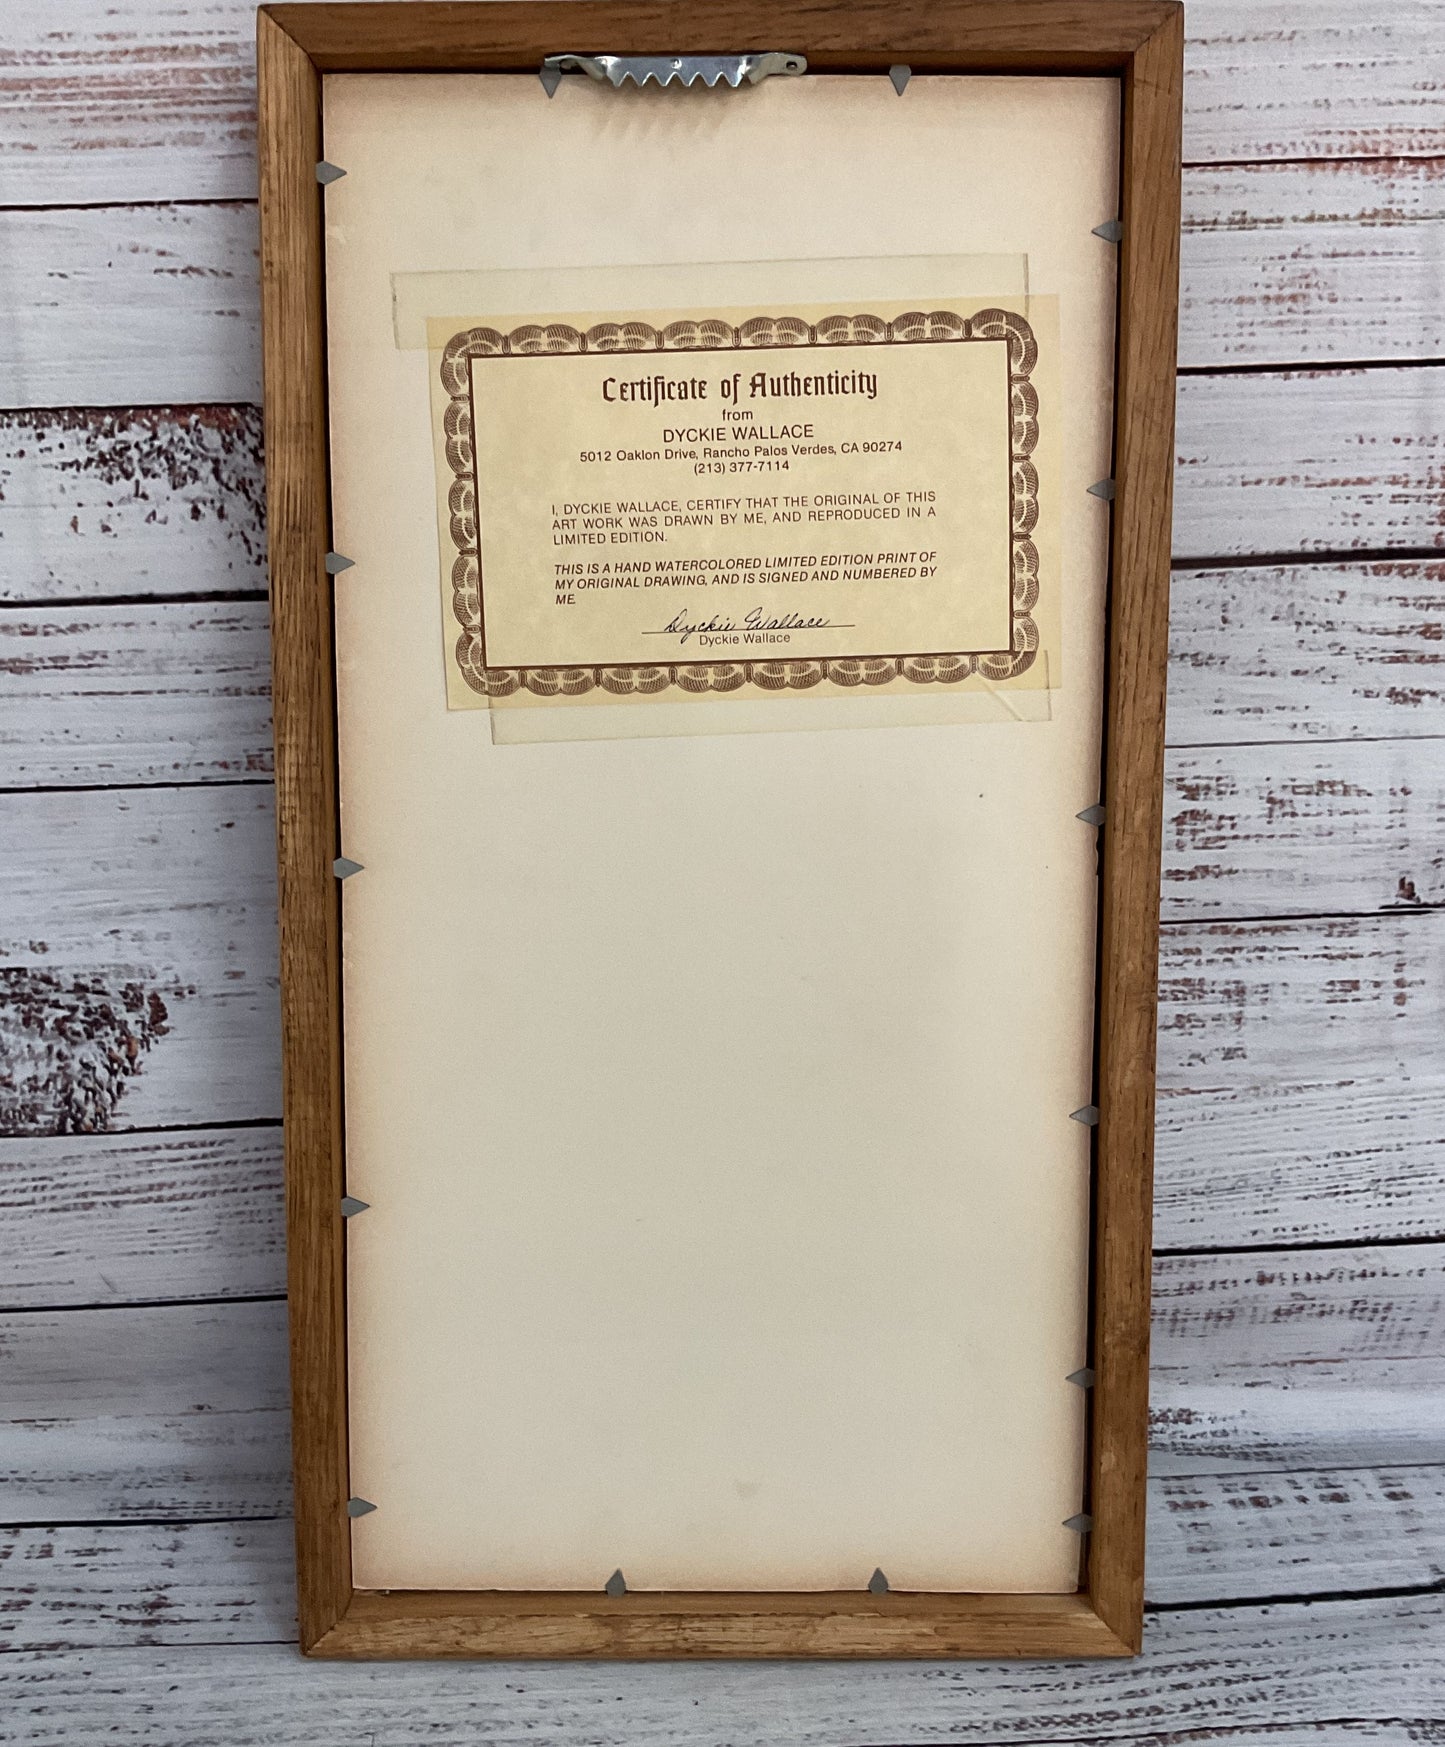 Certificate of Authenticity
from
DYCKIE WALLACE
5012 Oaklon Drive, Rancho Palos Verdes, CA 90274
(213) 377-7114
I, DYCKIE WALLACE, CERTIFY THAT THE ORIGINAL OF THIS
ART WORK WAS DRAWN BY ME, AND REPRODUCED IN A
LIMITED EDITION.
THIS IS A HAND WATERCOLORED LIMITED EDITION PRINT OF
MY ORIGINAL DRAWING, AND IS SIGNED AND NUMBERED BY
ME.
Dyckie Wallace
Dyckie Wallace